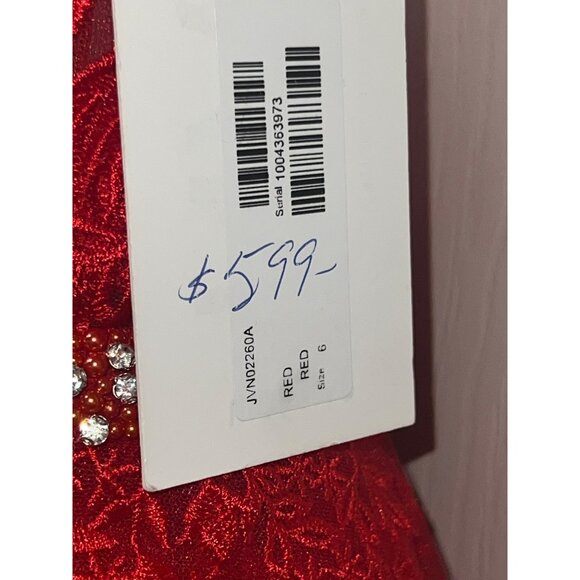 Serial 1004363973
$599-
JVN02260A
RED
RED
Size 6